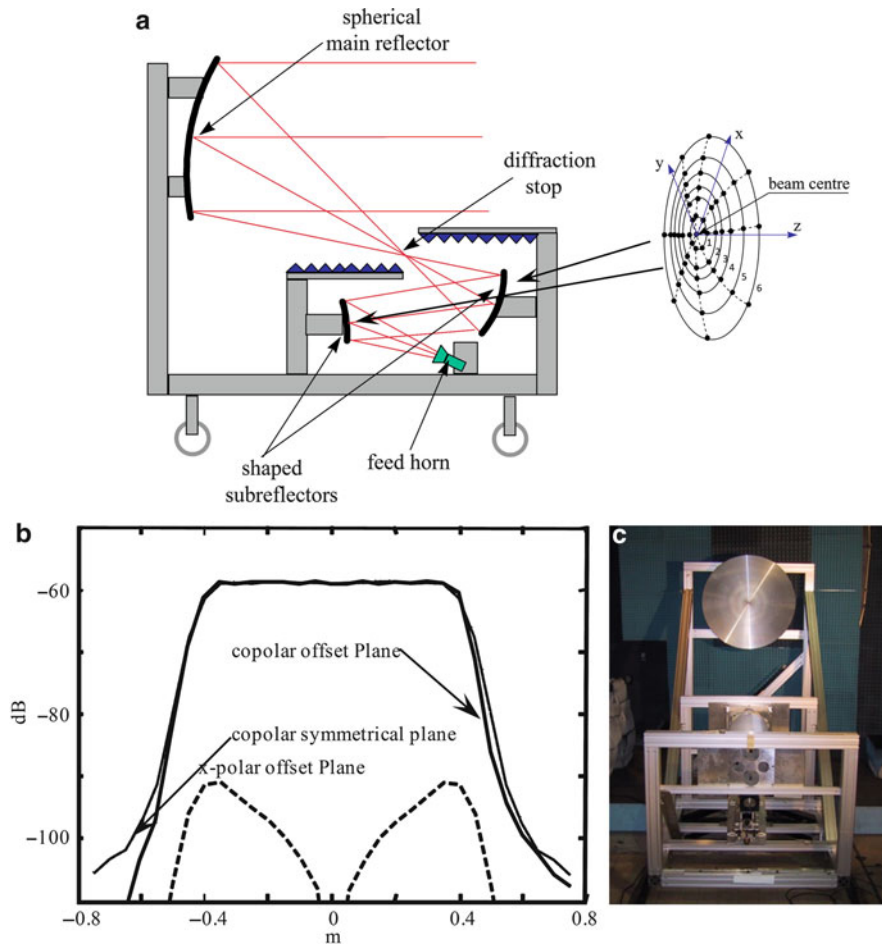 a
spherical
main reflector
diffraction
stop
x
y
beam centre
z
1
2
3
4
5
6
shaped
subreflectors
feed horn
b
c
−60
−80
−100
dB
copolar offset Plane
copolar symmetrical plane
x-polar offset Plane
−0.8
−0.4
0
0.4
0.8
m